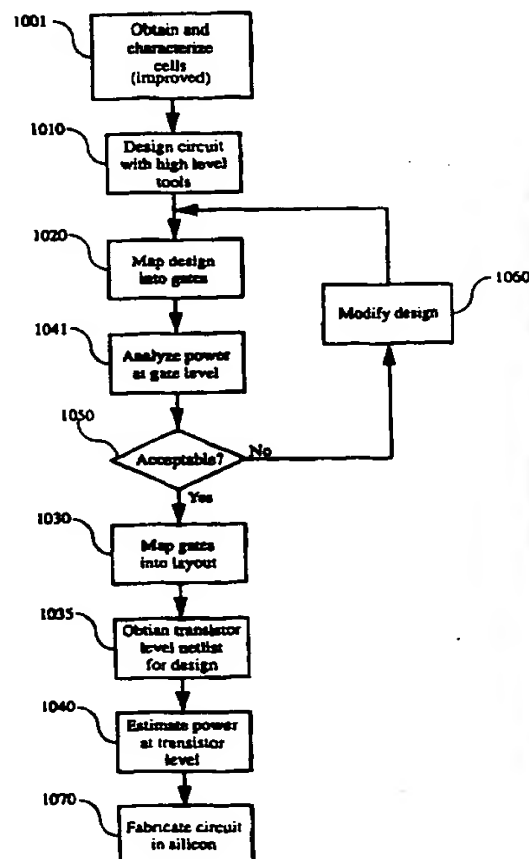 1001
Obtain and
characterize
cells
(improved)
1010
Design circuit
with high level
tools
1020
Map design
into gates
1060
Modify design
1041
Analyze power
at gate level
1050
Acceptable?
No
Yes
1030
Map gates
into layout
1035
Obtian transistor
level netlist
for design
1040
Estimate power
at transistor
level
1070
Fabricate circuit
in silicon